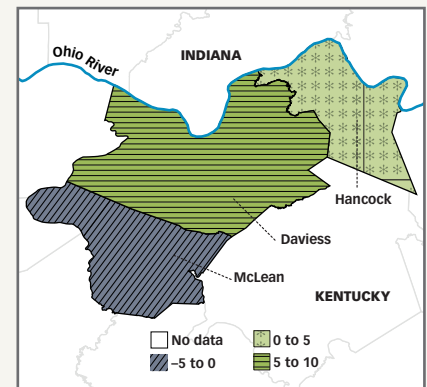 Ohio River
INDIANA
Hancock
Daviess
McLean
KENTUCKY
No data
0 to 5
–5 to 0
5 to 10